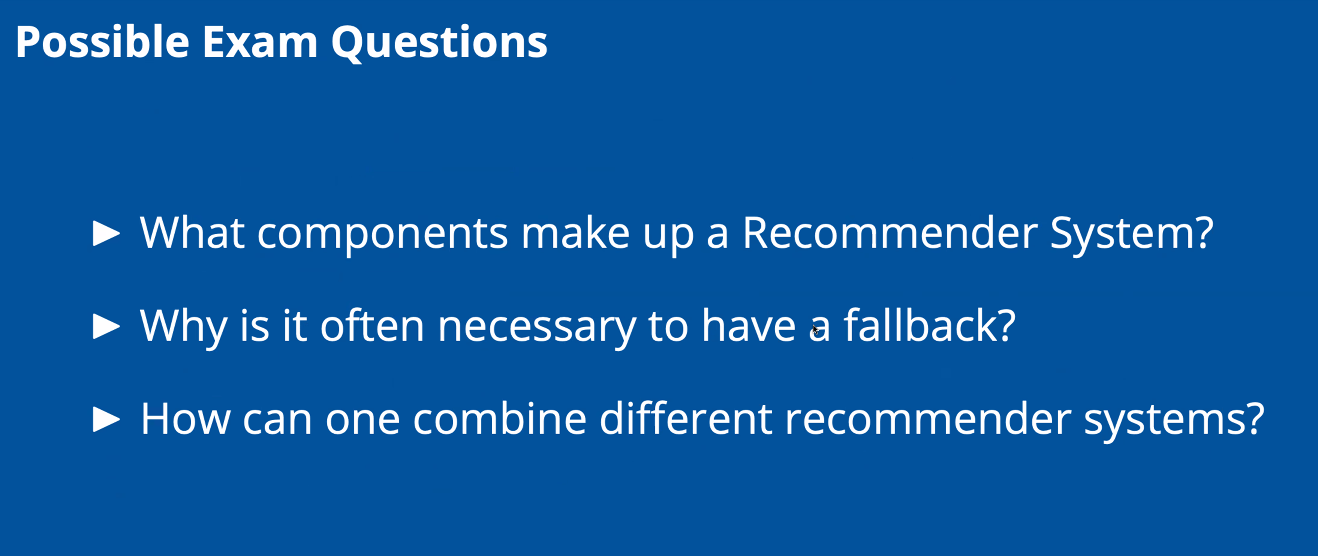 Possible Exam Questions
► What components make up a Recommender System?
► Why is it often necessary to have a fallback?
► How can one combine different recommender systems?